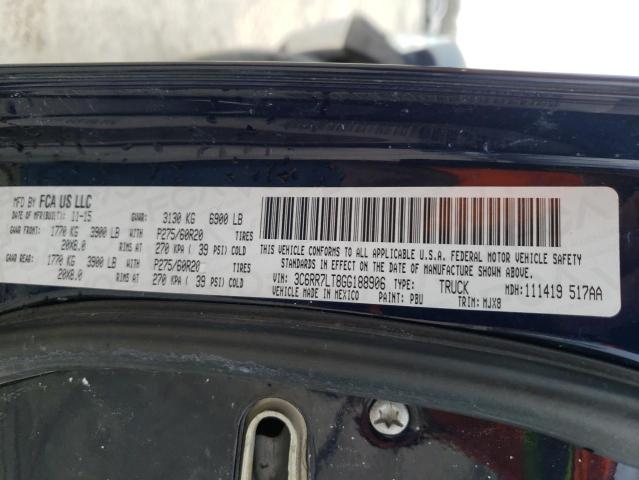 MFD BY FCA US LLC
DATE OF MFR(BUILT): 11-15 GVWR: 3130 KG 6900 LB
GAWR FRONT: 1770 KG 3900 LB WITH P275/60R20 TIRES
20X8.0 RIMS AT 270 KPA ( 39 PSI) COLD
GAWR REAR: 1770 KG 3900 LB WITH P275/60R20 TIRES
20X8.0 RIMS AT 270 KPA ( 39 PSI) COLD
THIS VEHICLE CONFORMS TO ALL APPLICABLE U.S.A. FEDERAL MOTOR VEHICLE SAFETY
STANDARDS IN EFFECT ON THE DATE OF MANUFACTURE SHOWN ABOVE.
VIN: 3C6RR7LT8GG188906 TYPE: TRUCK MDH: 111419 517AA
VEHICLE MADE IN MEXICO PAINT: PBU TRIM: MJX8